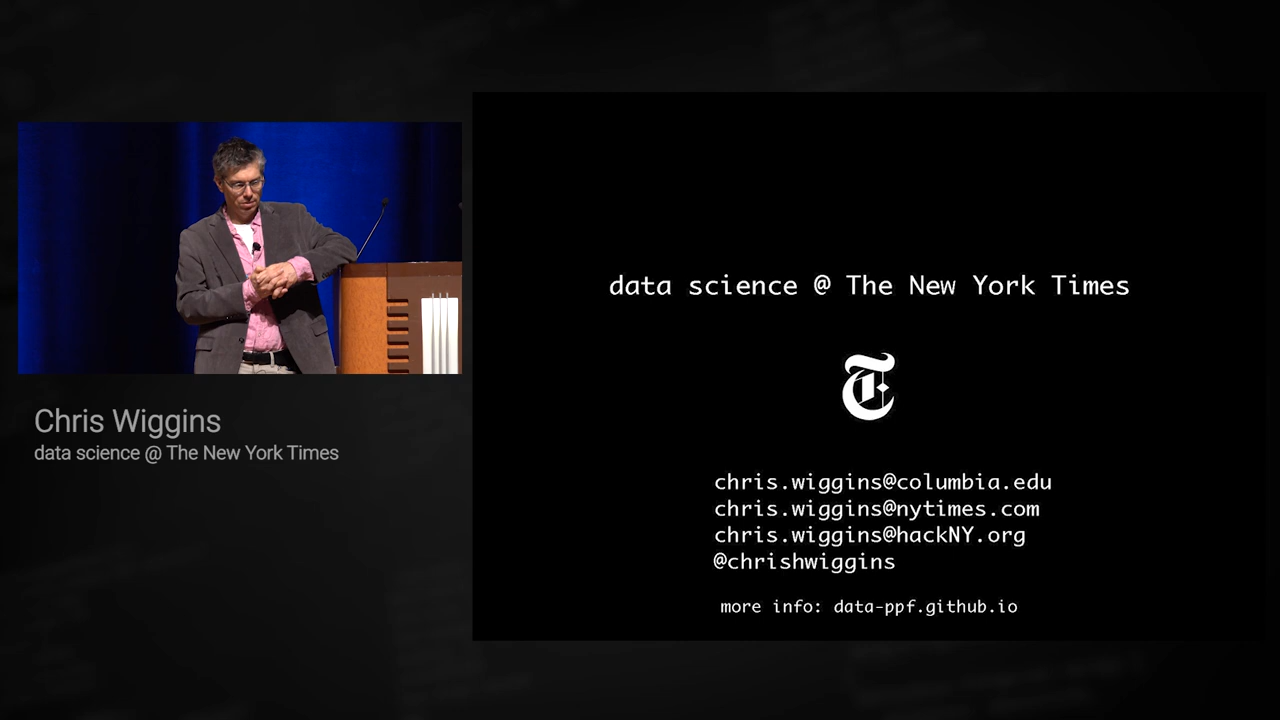 Chris Wiggins
data science @ The New York Times
data science @ The New York Times
T
chris.wiggins@columbia.edu
chris.wiggins@nytimes.com
chris.wiggins@hackNY.org
@chrishwiggins
more info: data-ppf.github.io